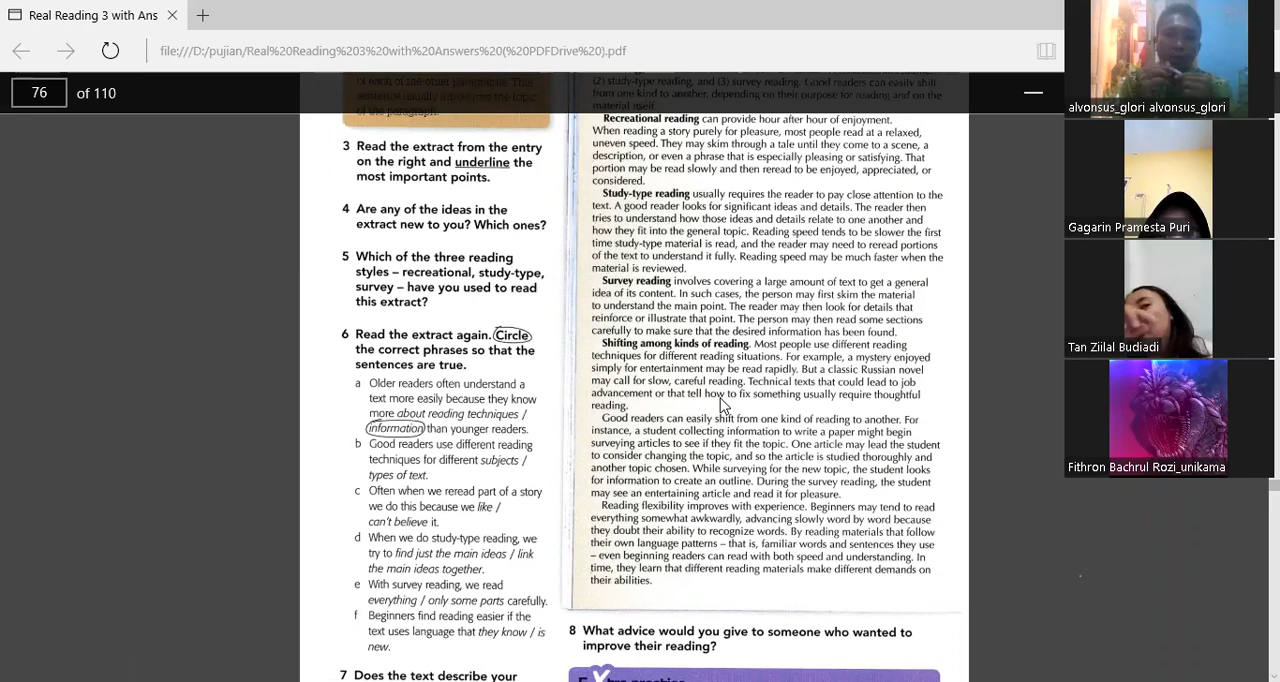 Real Reading 3 with Ans
file:///D:/pujian/Real%20Reading%203%20with%20Answers%20(%20PDFDrive%20).pdf
76 of 110
of each of the other paragraphs. This
sentence usually introduces the topic
of the paragraph.
3 Read the extract from the entry
on the right and underline the
most important points.
4 Are any of the ideas in the
extract new to you? Which ones?
5 Which of the three reading
styles – recreational, study-type,
survey – have you used to read
this extract?
6 Read the extract again. Circle
the correct phrases so that the
sentences are true.
a Older readers often understand a
text more easily because they know
more about reading techniques /
information than younger readers.
b Good readers use different reading
techniques for different subjects /
types of text.
c Often when we reread part of a story
we do this because we like /
can't believe it.
d When we do study-type reading, we
try to find just the main ideas / link
the main ideas together.
e With survey reading, we read
everything / only some parts carefully.
f Beginners find reading easier if the
text uses language that they know / is
new.
7 Does the text describe your
(2) study-type reading, and (3) survey reading. Good readers can easily shift
from one kind to another, depending on their purpose for reading and on the
material itself.
Recreational reading can provide hour after hour of enjoyment.
When reading a story purely for pleasure, most people read at a relaxed,
uneven speed. They may skim through a tale until they come to a scene, a
description, or even a phrase that is especially pleasing or satisfying. That
portion may be read slowly and then reread to be enjoyed, appreciated, or
considered.
Study-type reading usually requires the reader to pay close attention to the
text. A good reader looks for significant ideas and details. The reader then
tries to understand how those ideas and details relate to one another and
how they fit into the general topic. Reading speed tends to be slower the first
time study-type material is read, and the reader may need to reread portions
of the text to understand it fully. Reading speed may be much faster when the
material is reviewed.
Survey reading involves covering a large amount of text to get a general
idea of its content. In such cases, the person may first skim the material
to understand the main point. The reader may then look for details that
reinforce or illustrate that point. The person may then read some sections
carefully to make sure that the desired information has been found.
Shifting among kinds of reading. Most people use different reading
techniques for different reading situations. For example, a mystery enjoyed
simply for entertainment may be read rapidly. But a classic Russian novel
may call for slow, careful reading. Technical texts that could lead to job
advancement or that tell how to fix something usually require thoughtful
reading.
Good readers can easily shift from one kind of reading to another. For
instance, a student collecting information to write a paper might begin
surveying articles to see if they fit the topic. One article may lead the student
to consider changing the topic, and so the article is studied thoroughly and
another topic chosen. While surveying for the new topic, the student looks
for information to create an outline. During the survey reading, the student
may see an entertaining article and read it for pleasure.
Reading flexibility improves with experience. Beginners may tend to read
everything somewhat awkwardly, advancing slowly word by word because
they doubt their ability to recognize words. By reading materials that follow
their own language patterns – that is, familiar words and sentences they use
– even beginning readers can read with both speed and understanding. In
time, they learn that different reading materials make different demands on
their abilities.
8 What advice would you give to someone who wanted to
improve their reading?
alvonsus_glori alvonsus_glori
Gagarin Pramesta Puri
Tan Ziilal Budiadi
Fithron Bachrul Rozi_unikama